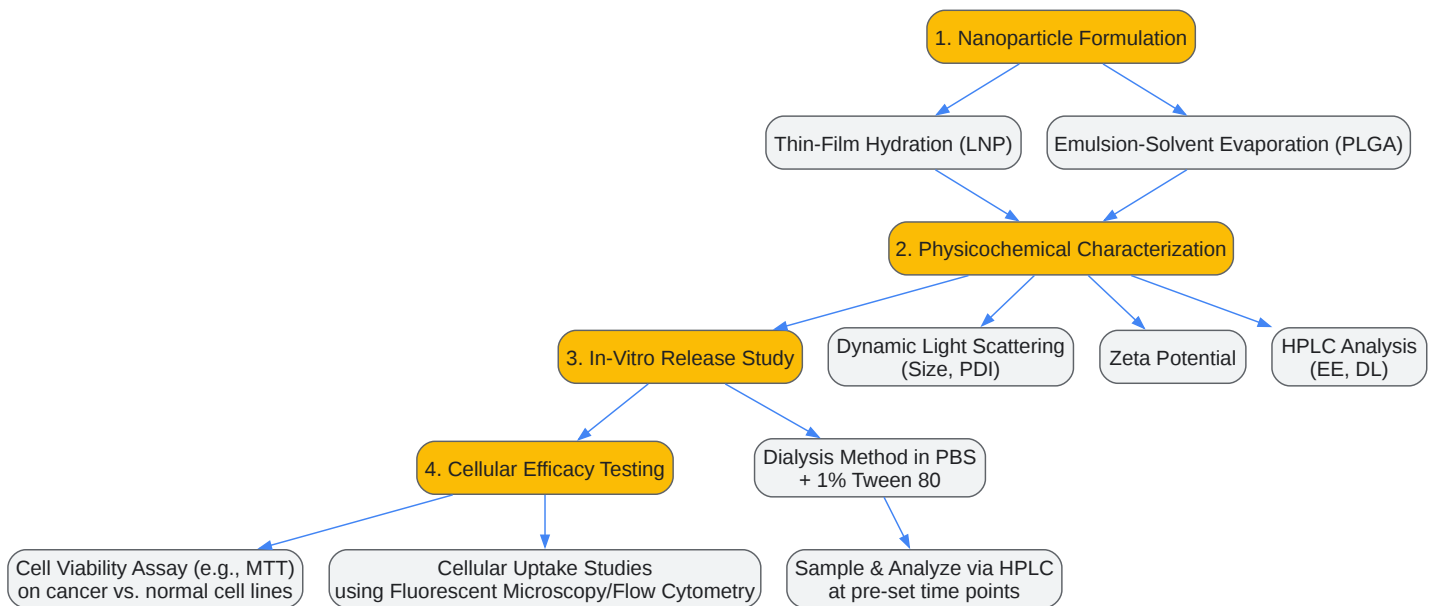 1. Nanoparticle Formulation
Thin-Film Hydration (LNP)
Emulsion-Solvent Evaporation (PLGA)
2. Physicochemical Characterization
3. In-Vitro Release Study
Dynamic Light Scattering
(Size, PDI)
Zeta Potential
HPLC Analysis
(EE, DL)
4. Cellular Efficacy Testing
Dialysis Method in PBS
+ 1% Tween 80
Cell Viability Assay (e.g., MTT)
on cancer vs. normal cell lines
Cellular Uptake Studies
using Fluorescent Microscopy/Flow Cytometry
Sample & Analyze via HPLC
at pre-set time points